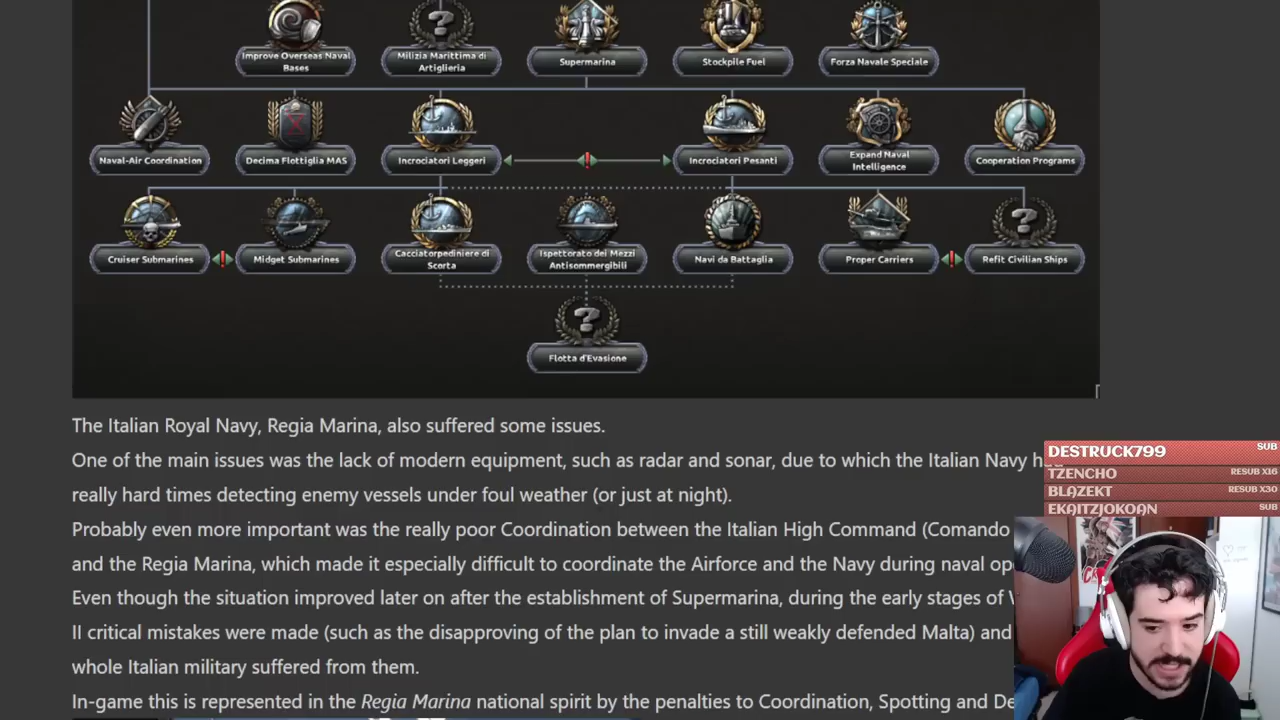 Improve Overseas Naval
Bases
Milizia Marittima di
Artiglieria
Supermarina
Stockpile Fuel
Forza Navale Speciale
Naval-Air Coordination
Decima Flottiglia MAS
Incrociatori Leggeri
Incrociatori Pesanti
Expand Naval
Intelligence
Cooperation Programs
Cruiser Submarines
Midget Submarines
Cacciatorpediniere di
Scorta
Ispettorato dei Mezzi
Antisommergibili
Navi da Battaglia
Proper Carriers
Refit Civilian Ships
Flotta d'Evasione
The Italian Royal Navy, Regia Marina, also suffered some issues.
One of the main issues was the lack of modern equipment, such as radar and sonar, due to which the Italian Navy
really hard times detecting enemy vessels under foul weather (or just at night).
Probably even more important was the really poor Coordination between the Italian High Command (Comando
and the Regia Marina, which made it especially difficult to coordinate the Airforce and the Navy during naval
Even though the situation improved later on after the establishment of Supermarina, during the early stages of
II critical mistakes were made (such as the disapproving of the plan to invade a still weakly defended Malta) and
whole Italian military suffered from them.
In-game this is represented in the Regia Marina national spirit by the penalties to Coordination, Spotting and
DESTRUCK799 SUB
TZENCHO RESUB X16
BLAZEKT RESUB X30
EKAITZJOKOAN SUB